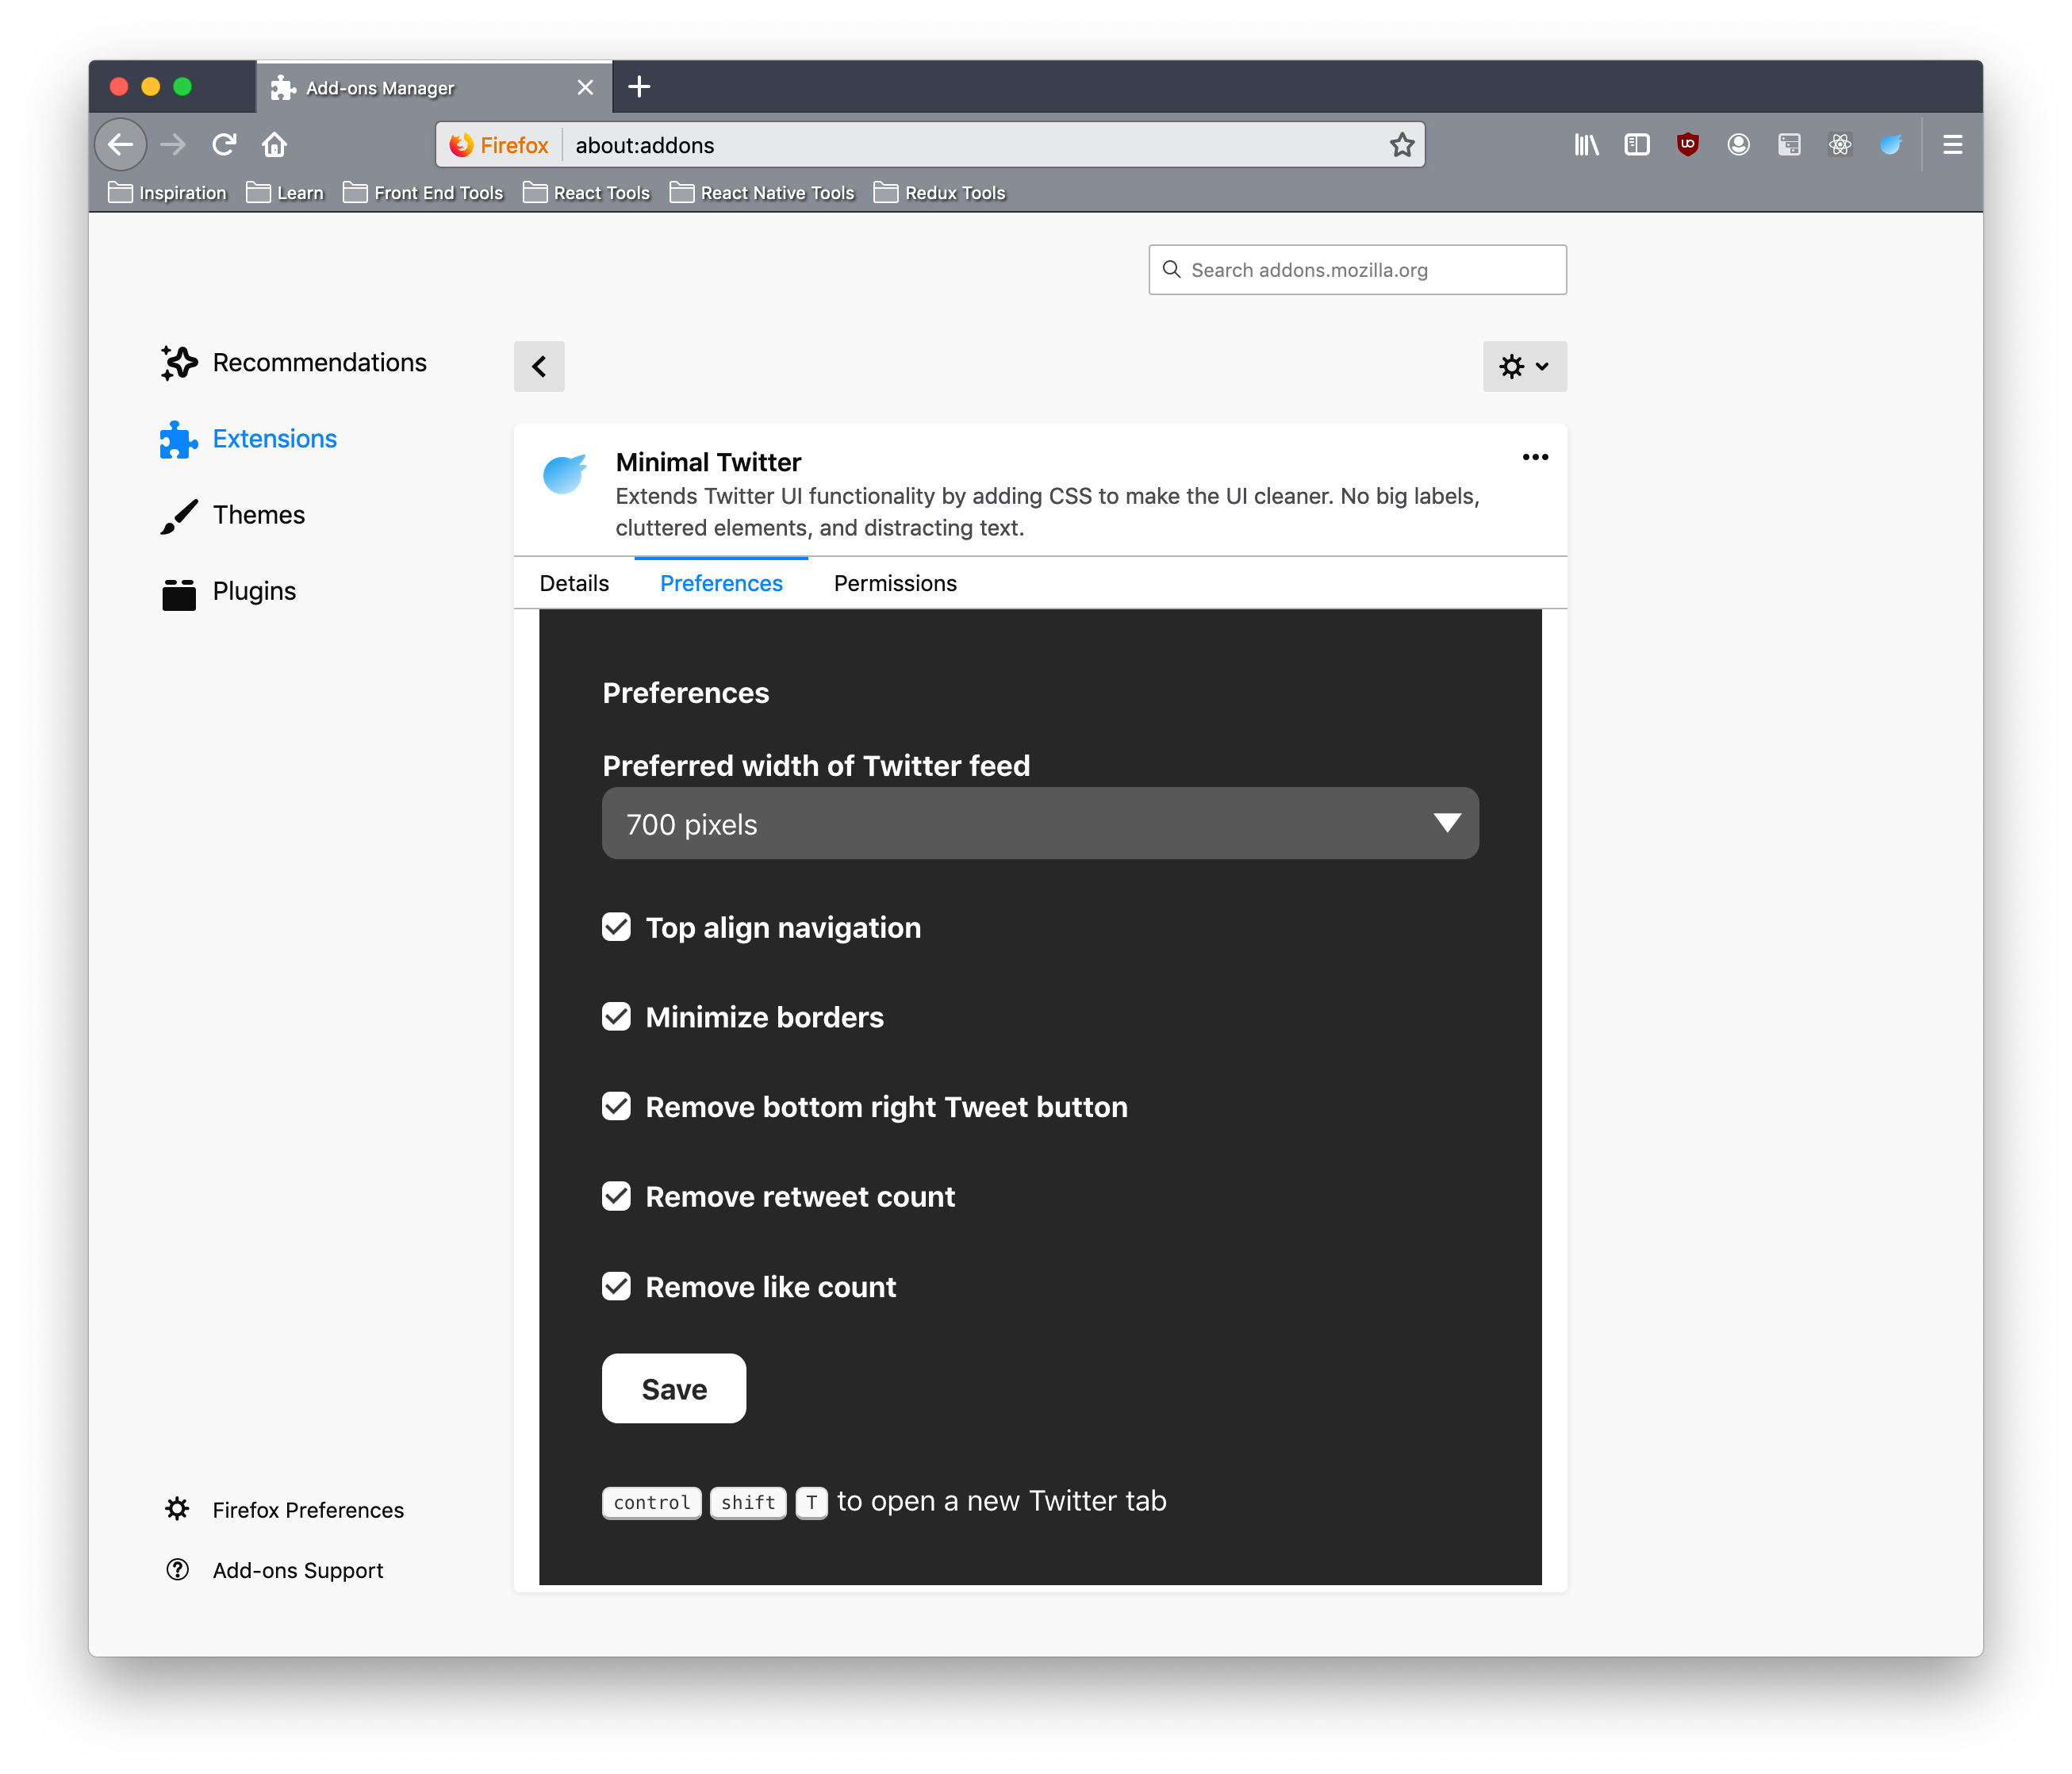 Add-ons Manager
Firefox about:addons
Inspiration Learn Front End Tools React Tools React Native Tools Redux Tools
Search addons.mozilla.org
Recommendations
Extensions
Themes
Plugins
Minimal Twitter
Extends Twitter UI functionality by adding CSS to make the UI cleaner. No big labels,
cluttered elements, and distracting text.
Details Preferences Permissions
Preferences
Preferred width of Twitter feed
700 pixels
Top align navigation
Minimize borders
Remove bottom right Tweet button
Remove retweet count
Remove like count
Save
control shift T to open a new Twitter tab
Firefox Preferences
Add-ons Support